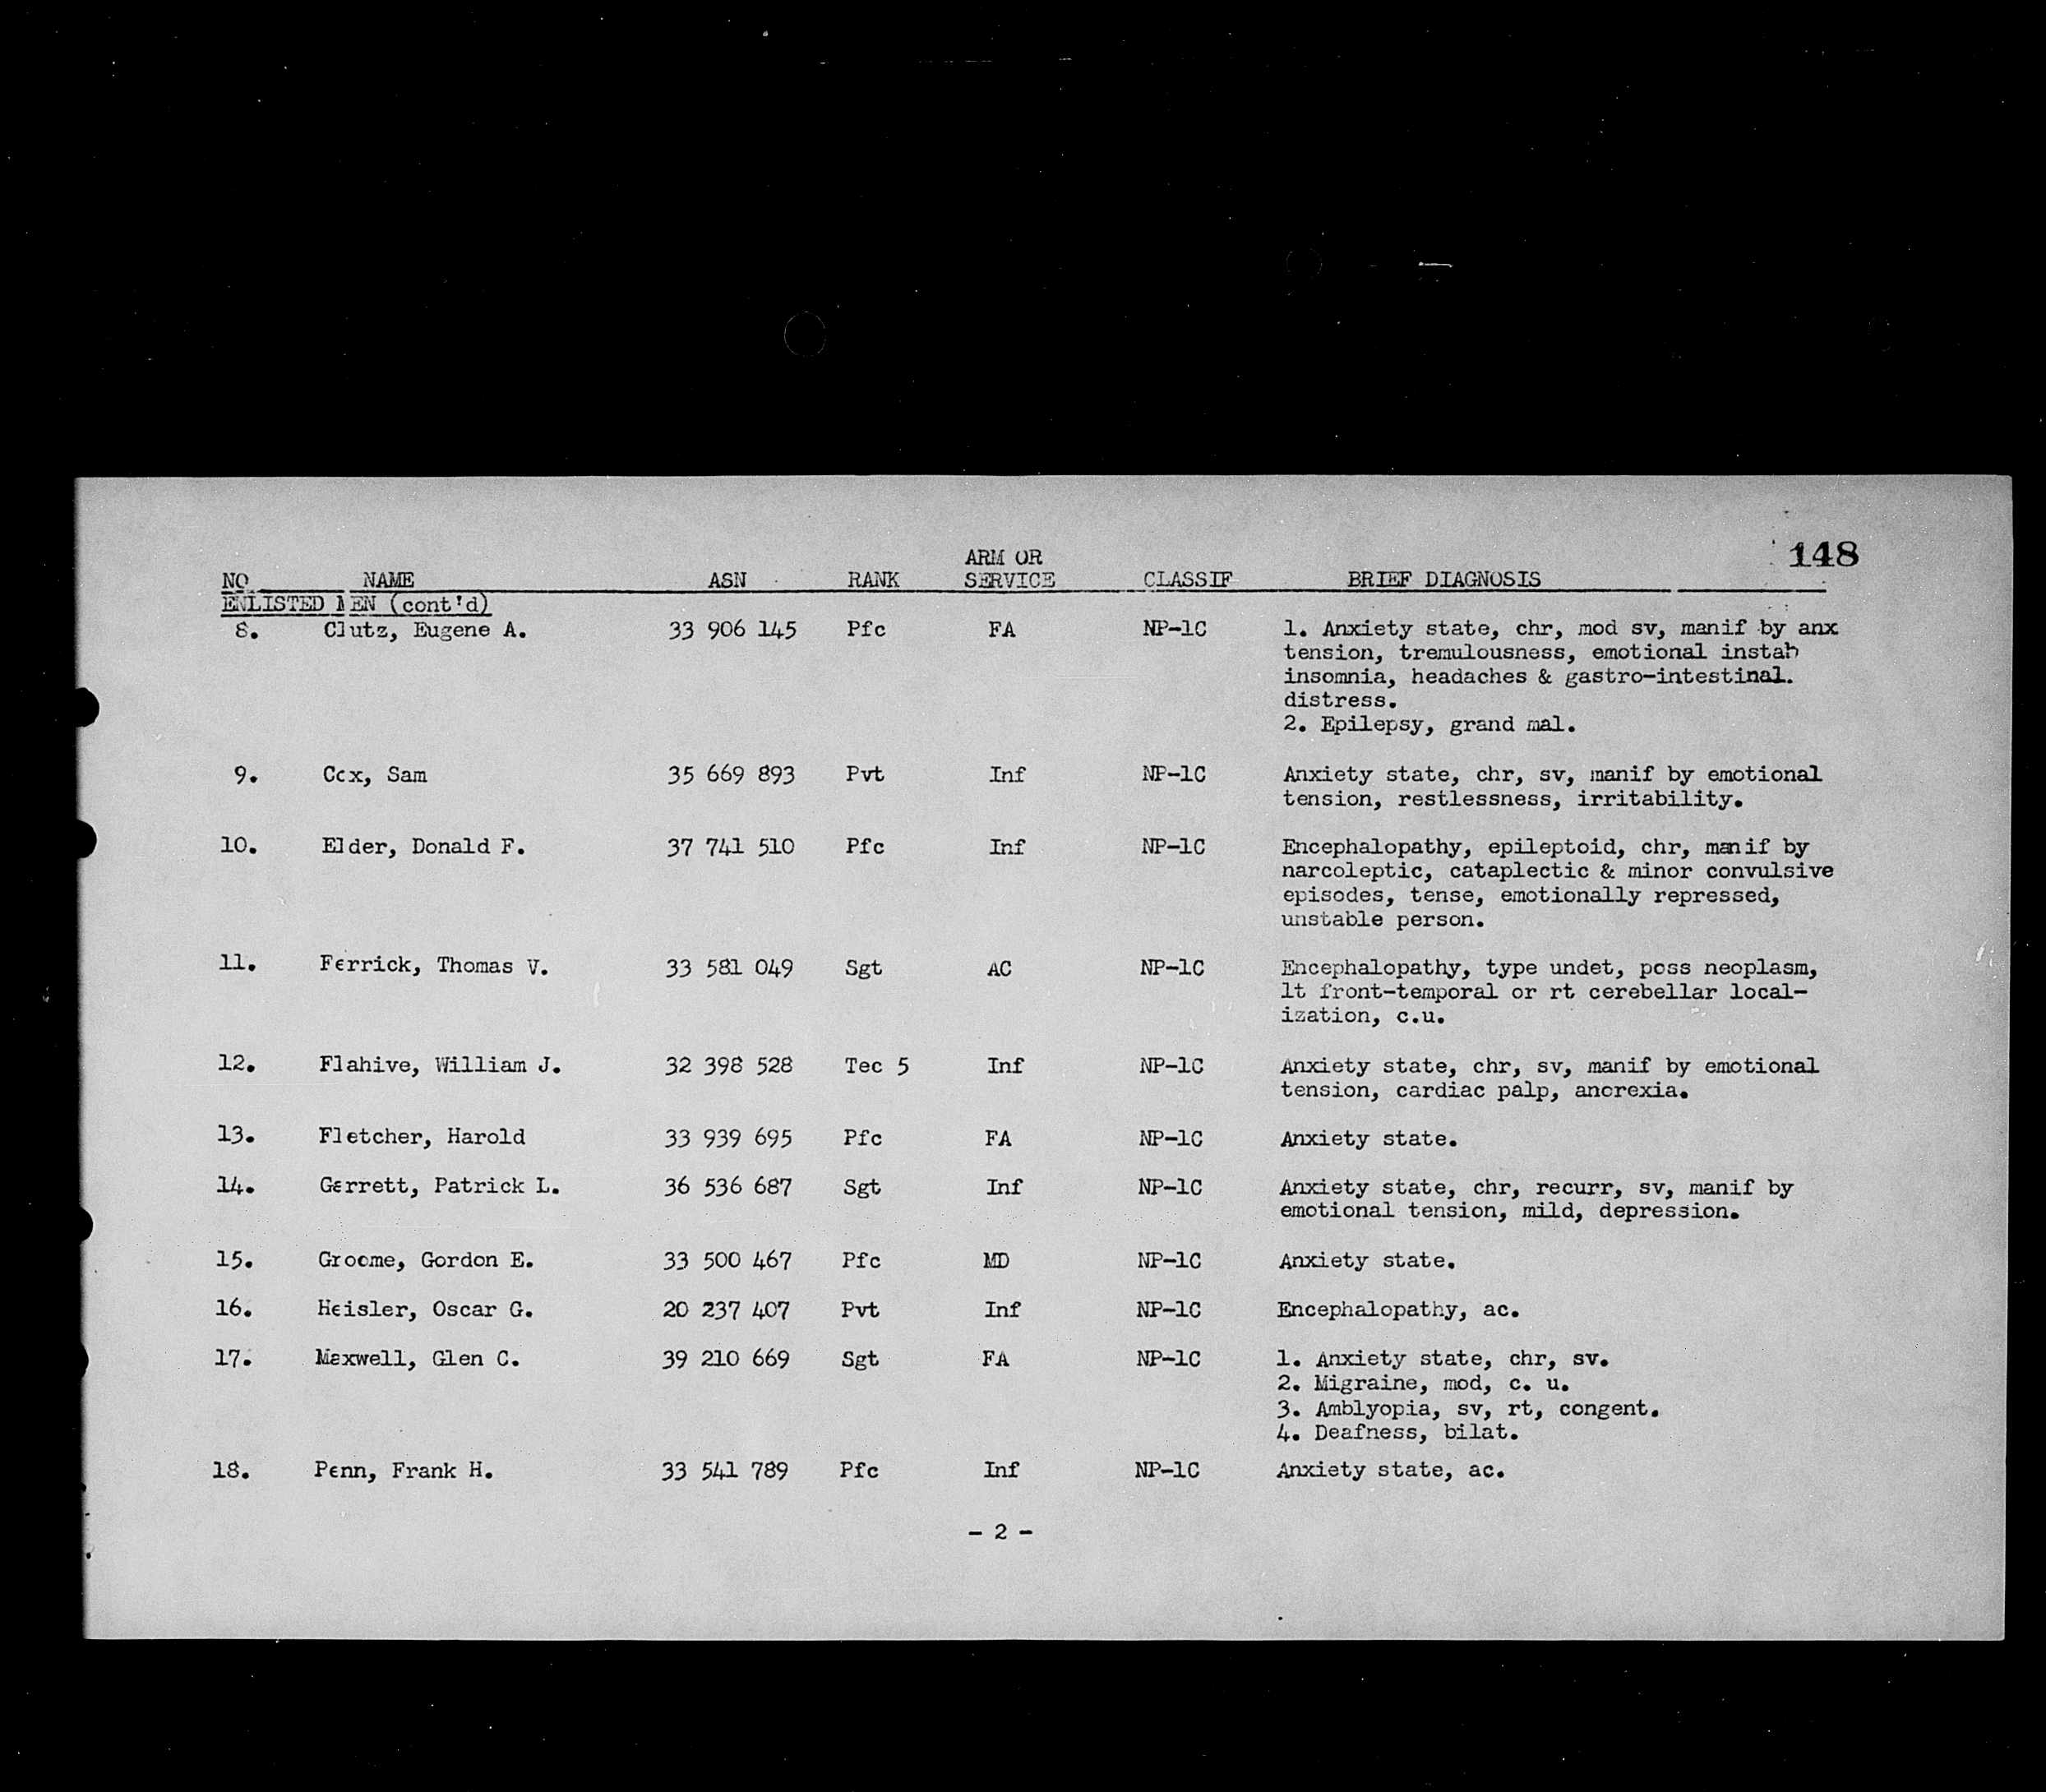 148
ARM OR
NO NAME ASN RANK SERVICE CLASSIF BRIEF DIAGNOSIS
ENLISTED MEN (cont'd)
8. Clutz, Eugene A. 33 906 145 Pfc FA NP-1C 1. Anxiety state, chr, mod sv, manif by anx
tension, tremulousness, emotional instab
insomnia, headaches & gastro-intestinal.
distress.
2. Epilepsy, grand mal.
9. Cox, Sam 35 669 893 Pvt Inf NP-1C Anxiety state, chr, sv, manif by emotional
tension, restlessness, irritability.
10. Elder, Donald F. 37 741 510 Pfc Inf NP-1C Encephalopathy, epileptoid, chr, manif by
narcoleptic, cataplectic & minor convulsive
episodes, tense, emotionally repressed,
unstable person.
11. Ferrick, Thomas V. 33 581 049 Sgt AC NP-1C Encephalopathy, type undet, poss neoplasm,
lt front-temporal or rt cerebellar local-
ization, c.u.
12. Flahive, William J. 32 398 528 Tec 5 Inf NP-1C Anxiety state, chr, sv, manif by emotional
tension, cardiac palp, anorexia.
13. Fletcher, Harold 33 939 695 Pfc FA NP-1C Anxiety state.
14. Garrett, Patrick L. 36 536 687 Sgt Inf NP-1C Anxiety state, chr, recurr, sv, manif by
emotional tension, mild, depression.
15. Groome, Gordon E. 33 500 467 Pfc MD NP-1C Anxiety state.
16. Heisler, Oscar G. 20 237 407 Pvt Inf NP-1C Encephalopathy, ac.
17. Maxwell, Glen C. 39 210 669 Sgt FA NP-1C 1. Anxiety state, chr, sv.
2. Migraine, mod, c. u.
3. Amblyopia, sv, rt, congent.
4. Deafness, bilat.
18. Penn, Frank H. 33 541 789 Pfc Inf NP-1C Anxiety state, ac.
- 2 -